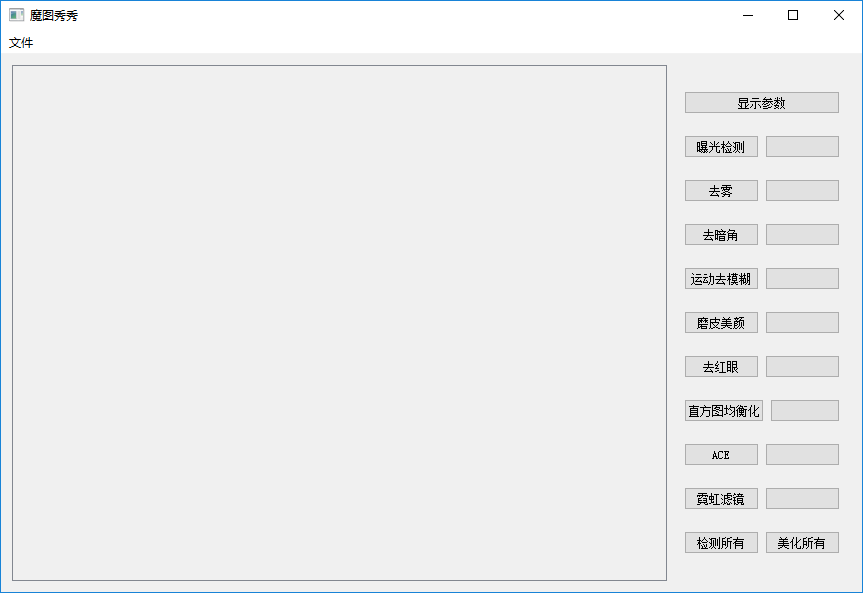 魔图秀秀
文件
显示参数
曝光检测
去雾
去暗角
运动去模糊
磨皮美颜
去红眼
直方图均衡化
ACE
霓虹滤镜
检测所有 美化所有